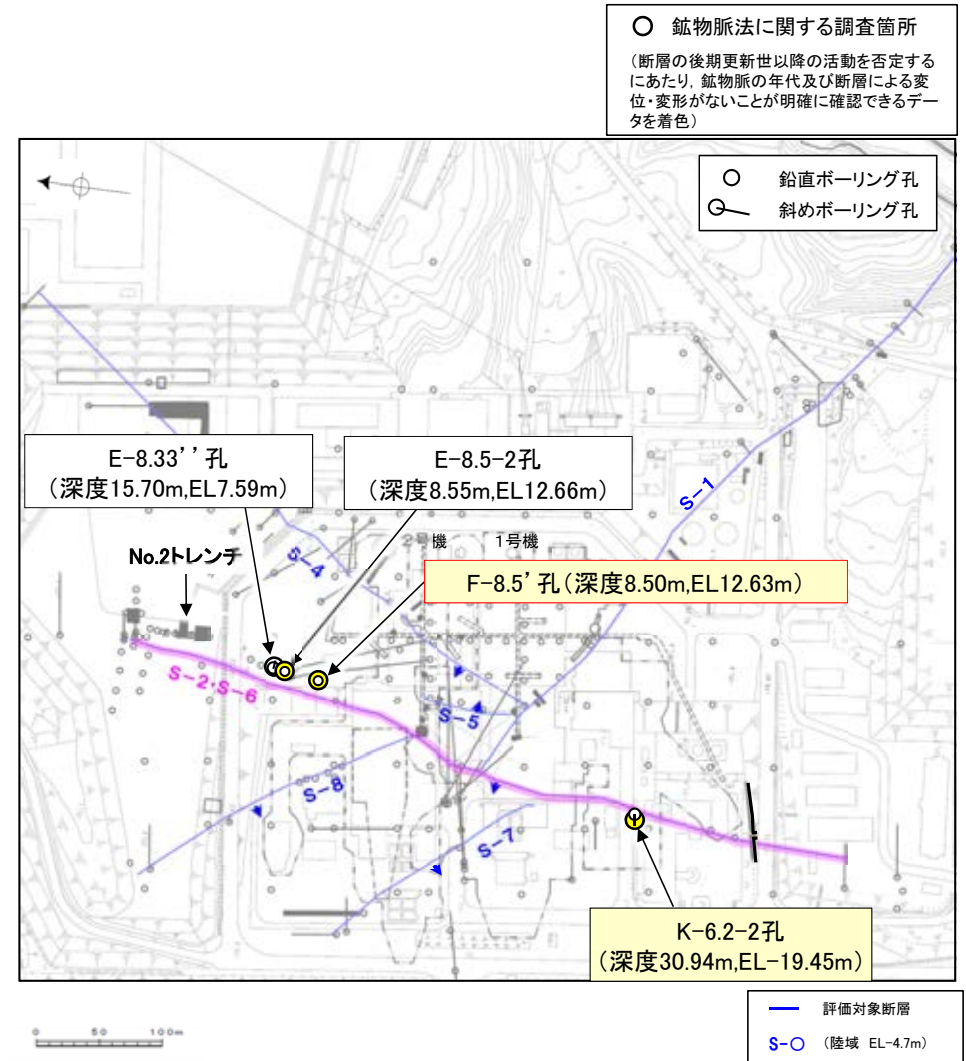 鉱物脈法に関する調査箇所
(断層の後期更新世以降の活動を否定する
にあたり, 鉱物脈の年代及び断層による変
位・変形がないことが明確に確認できるデー
タを着色)
鉛直ボーリング孔
斜めボーリング孔
E-8.33’’孔
(深度15.70m,EL7.59m)
E-8.5-2孔
(深度8.55m,EL12.66m)
S-1
No.2トレンチ
S-4
機
1号機
F-8.5’孔(深度8.50m,EL12.63m)
S-2・S-6
S-5
S-8
S-7
K-6.2-2孔
(深度30.94m,EL-19.45m)
0 50 100m
評価対象断層
S-○ (陸域 EL-4.7m)